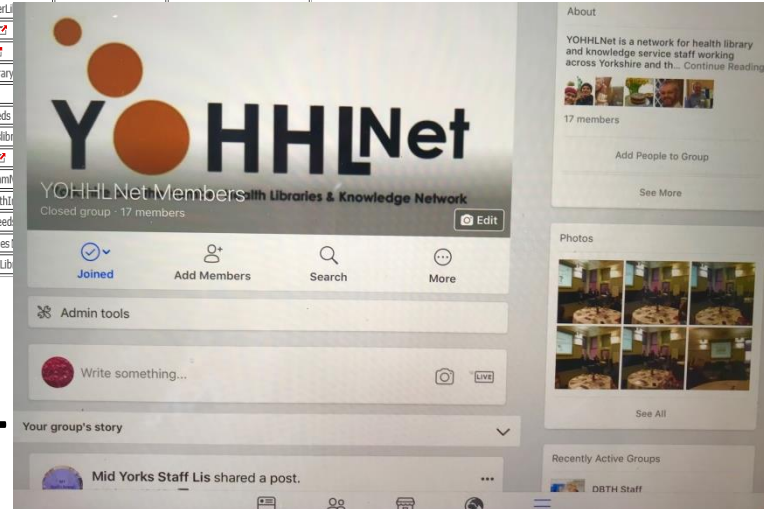 YOHHLNet
Health Libraries & Knowledge Network
YOHHLNet Members
Closed group · 17 members
Edit
Joined
Add Members
Search
More
Admin tools
Write something...
LIVE
Your group's story
Mid Yorks Staff Lis shared a post.
About
YOHHLNet is a network for health library
and knowledge service staff working
across Yorkshire and th... Continue Reading
17 members
Add People to Group
See More
Photos
See All
Recently Active Groups
DBTH Staff